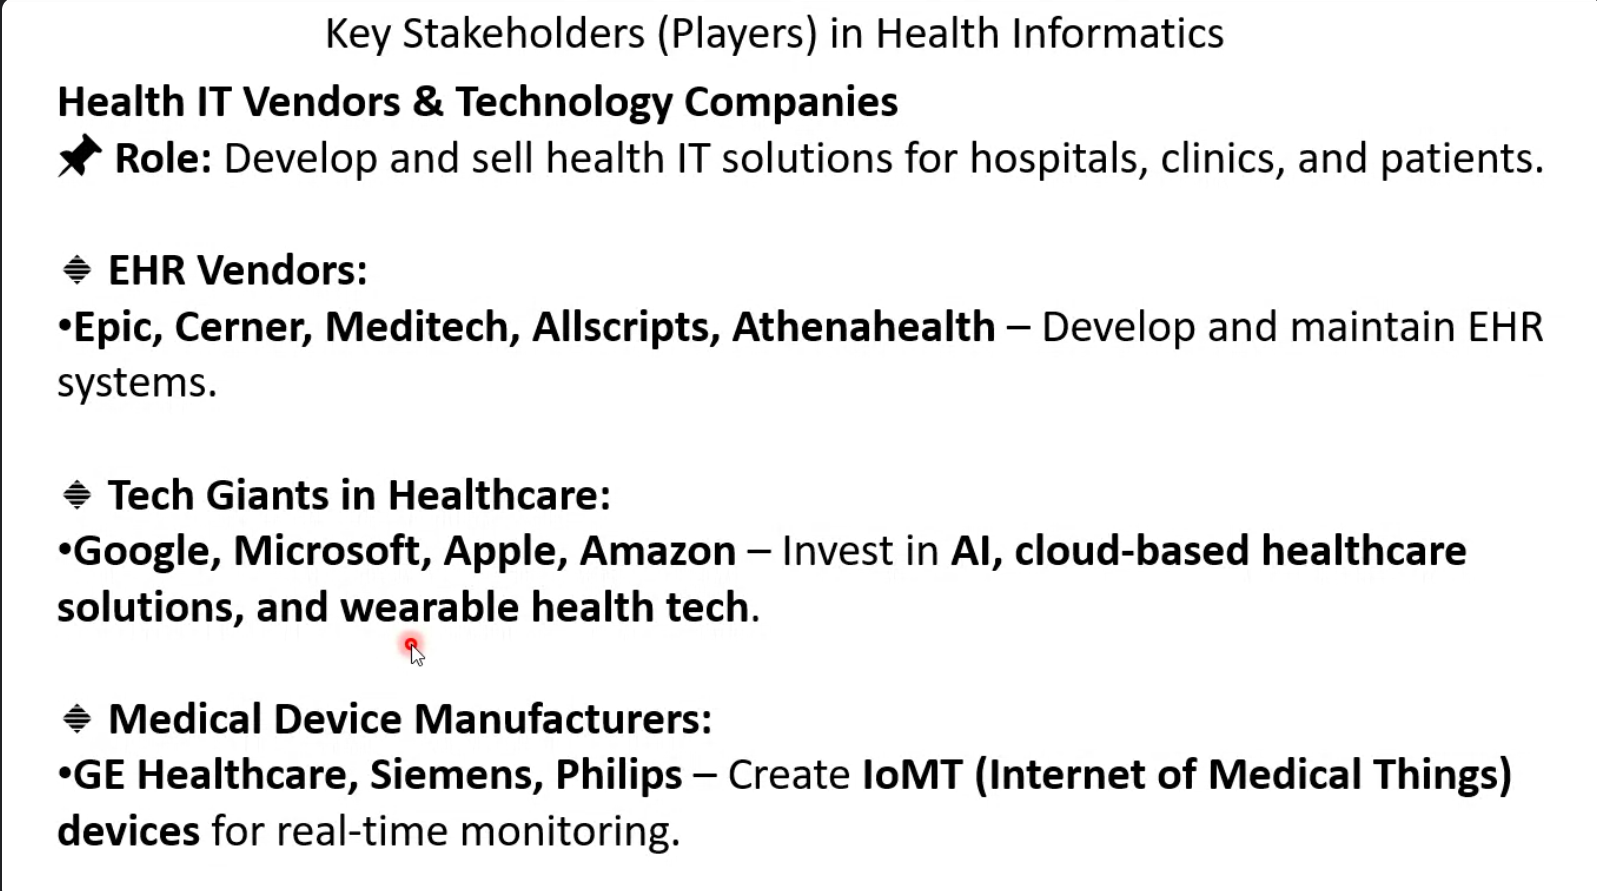 Key Stakeholders (Players) in Health Informatics
Health IT Vendors & Technology Companies
📌 Role: Develop and sell health IT solutions for hospitals, clinics, and patients.
EHR Vendors:
•Epic, Cerner, Meditech, Allscripts, Athenahealth – Develop and maintain EHR
systems.
Tech Giants in Healthcare:
•Google, Microsoft, Apple, Amazon – Invest in AI, cloud-based healthcare
solutions, and wearable health tech.
Medical Device Manufacturers:
•GE Healthcare, Siemens, Philips – Create IoMT (Internet of Medical Things)
devices for real-time monitoring.